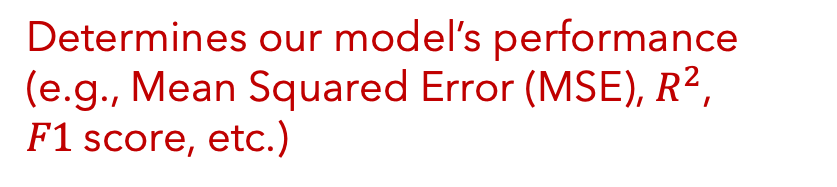 Determines our model’s performance
(e.g., Mean Squared Error (MSE), R²,
F1 score, etc.)